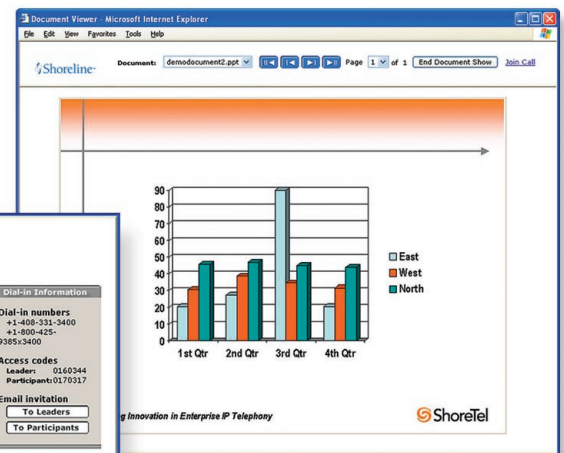 Document Viewer - Microsoft Internet Explorer
File Edit View Favorites Tools Help
Shoreline Document: demodocument2.ppt Page 1 of 1 End Document Show Join Call
90
80
70
60
50
40
30
20
10
0
1st Qtr 2nd Qtr 3rd Qtr 4th Qtr
East
West
North
g Innovation in Enterprise IP Telephony
ShoreTel
Dial-in Information
Dial-in numbers
+1-408-331-3400
+1-800-425-
9385x3400
Access codes
Leader: 0160344
Participant: 0170317
Email invitation
To Leaders
To Participants